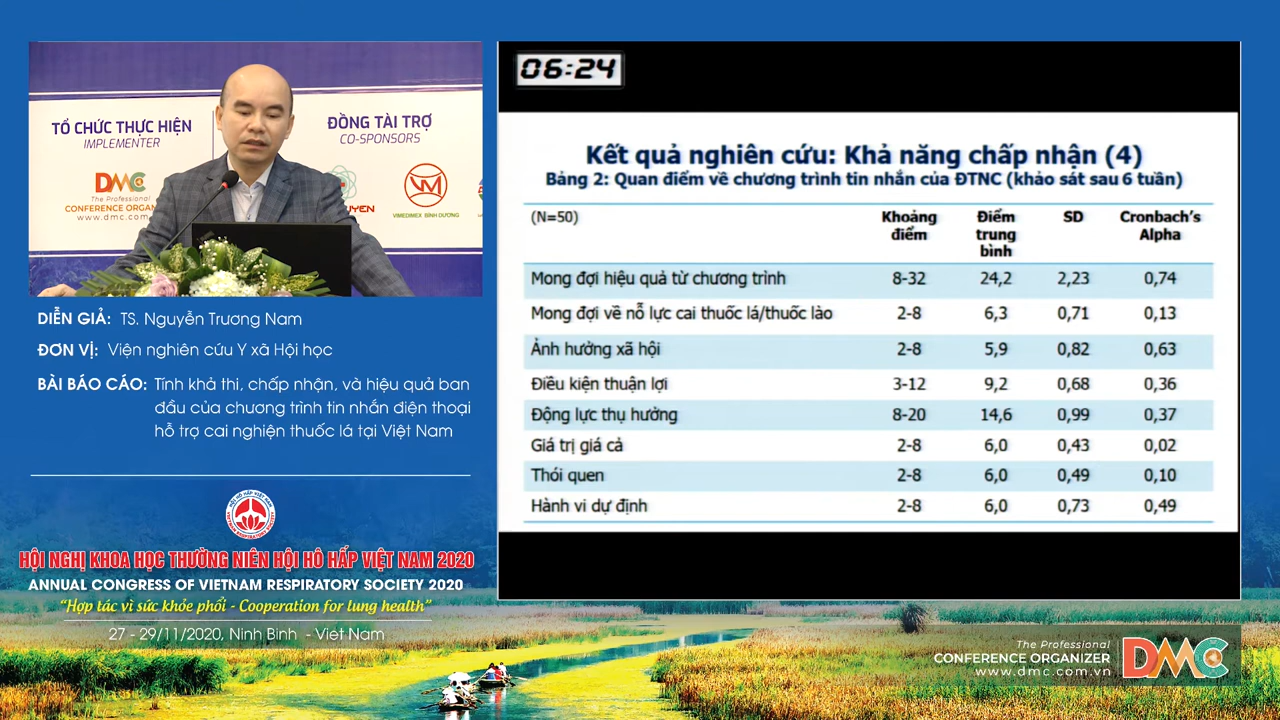 TỔ CHỨC THỰC HIỆN
IMPLEMENTER
ĐỒNG TÀI TRỢ
CO-SPONSORS
DMC
The Professional
CONFERENCE ORGAN
www.dmc.com
VIMEDIMEX BÌNH DƯƠNG
DIỄN GIẢ: TS. Nguyễn Trương Nam
ĐƠN VỊ: Viện nghiên cứu Y xã Hội học
BÀI BÁO CÁO: Tính khả thi, chấp nhận, và hiệu quả ban
đầu của chương trình tin nhắn điện thoại
hỗ trợ cai nghiện thuốc lá tại Việt Nam
HỘI NGHỊ KHOA HỌC THƯỜNG NIÊN HỘI HÔ HẤP VIỆT NAM 2020
ANNUAL CONGRESS OF VIETNAM RESPIRATORY SOCIETY 2020
“Hợp tác vì sức khỏe phổi - Cooperation for lung health”
27 - 29/11/2020, Ninh Bình - Việt Nam
06:24
Kết quả nghiên cứu: Khả năng chấp nhận (4)
Bảng 2: Quan điểm về chương trình tin nhắn của ĐTNC (khảo sát sau 6 tuần)
(N=50) Khoảng điểm Điểm trung bình SD Cronbach’s Alpha
Mong đợi hiệu quả từ chương trình 8-32 24,2 2,23 0,74
Mong đợi về nỗ lực cai thuốc lá/thuốc lào 2-8 6,3 0,71 0,13
Ảnh hưởng xã hội 2-8 5,9 0,82 0,63
Điều kiện thuận lợi 3-12 9,2 0,68 0,36
Động lực thụ hưởng 8-20 14,6 0,99 0,37
Giá trị giá cả 2-8 6,0 0,43 0,02
Thói quen 2-8 6,0 0,49 0,10
Hành vi dự định 2-8 6,0 0,73 0,49
The Professional
CONFERENCE ORGANIZER
www.dmc.com.vn
DMC